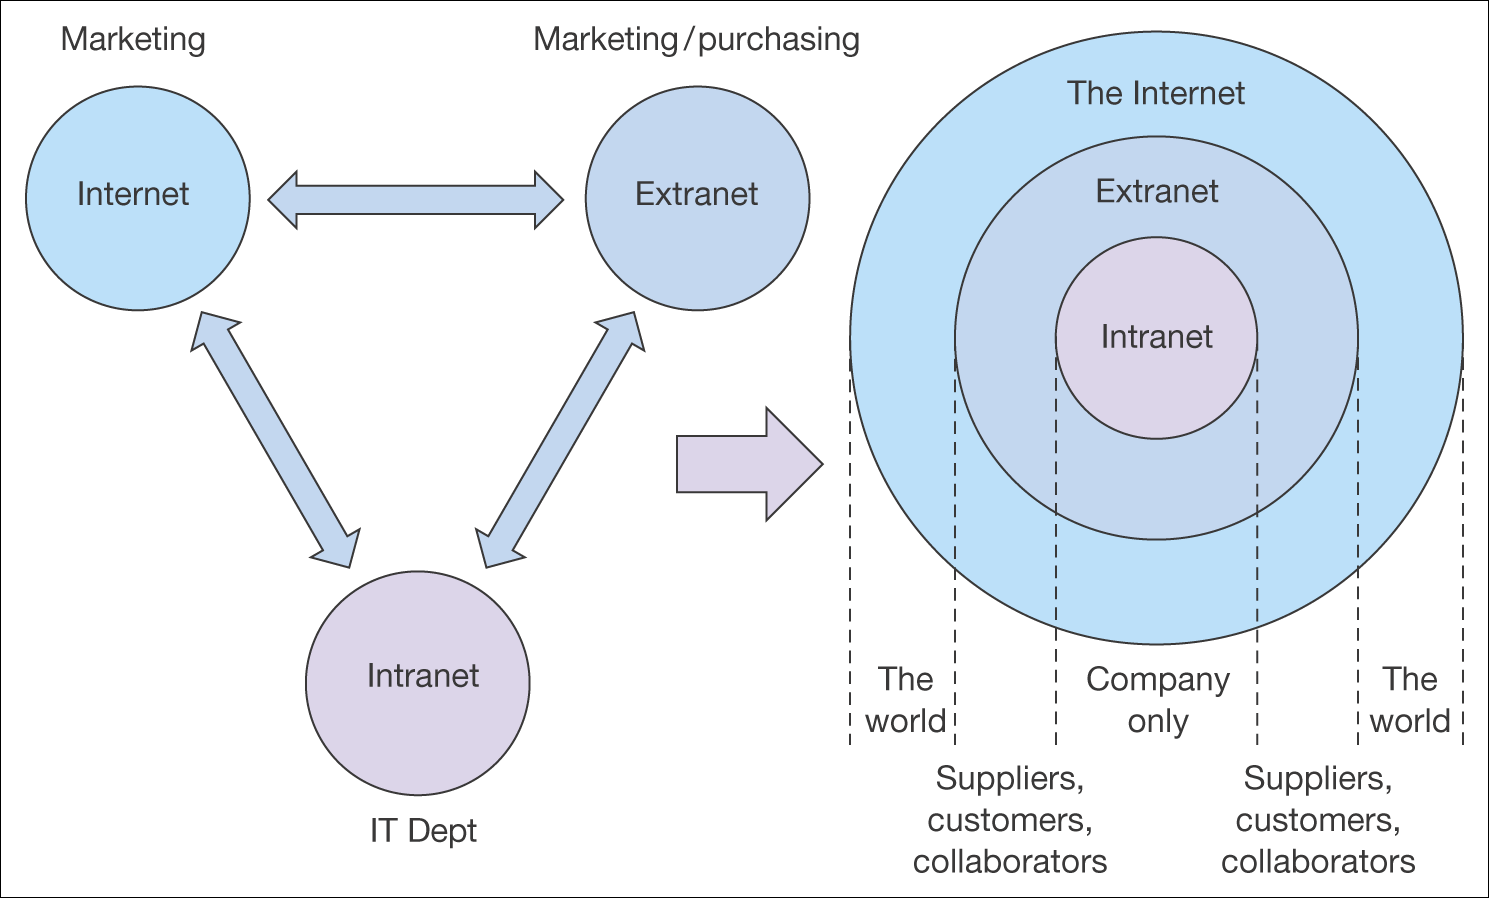 Marketing
Marketing/purchasing
Internet
Extranet
Intranet
IT Dept
The Internet
Extranet
Intranet
The
world
Company
only
The
world
Suppliers,
customers,
collaborators
Suppliers,
customers,
collaborators